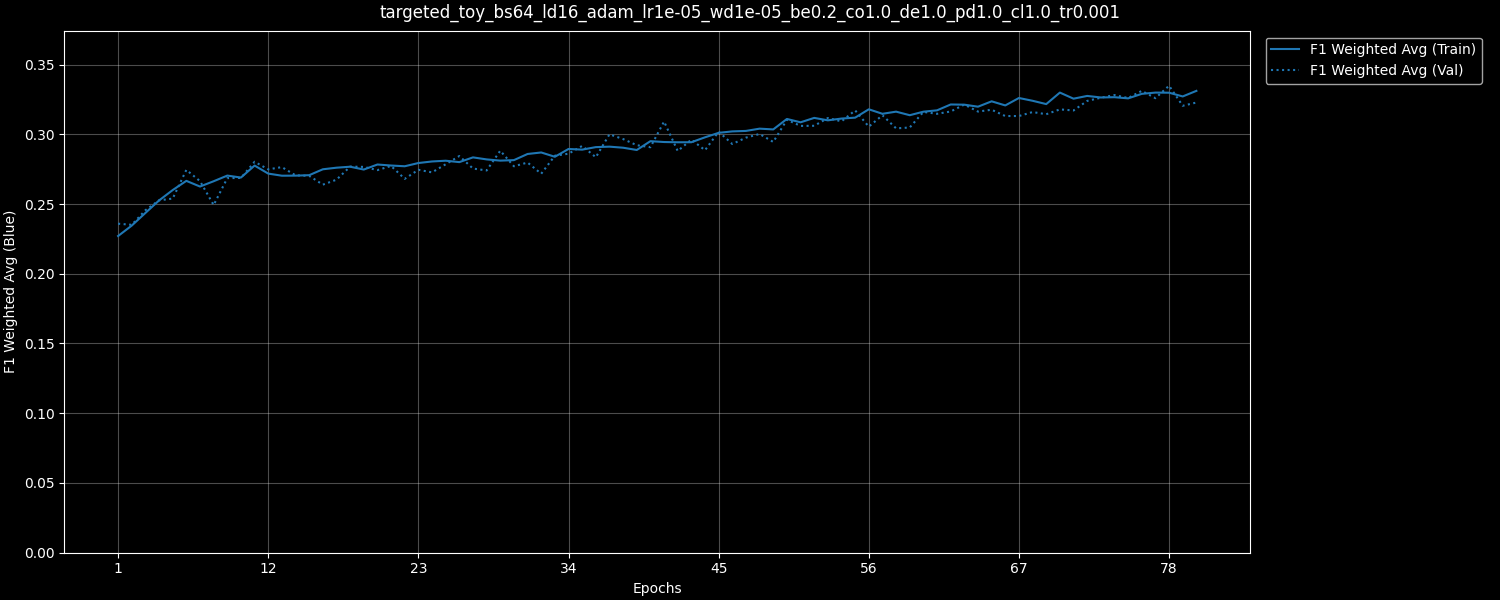 targeted_toy_bs64_ld16_adam_lr1e-05_wd1e-05_be0.2_co1.0_de1.0_pd1.0_cl1.0_tr0.001
F1 Weighted Avg (Train)
F1 Weighted Avg (Val)
F1 Weighted Avg (Blue)
0.35
0.30
0.25
0.20
0.15
0.10
0.05
0.00
1 12 23 34 45 56 67 78
Epochs